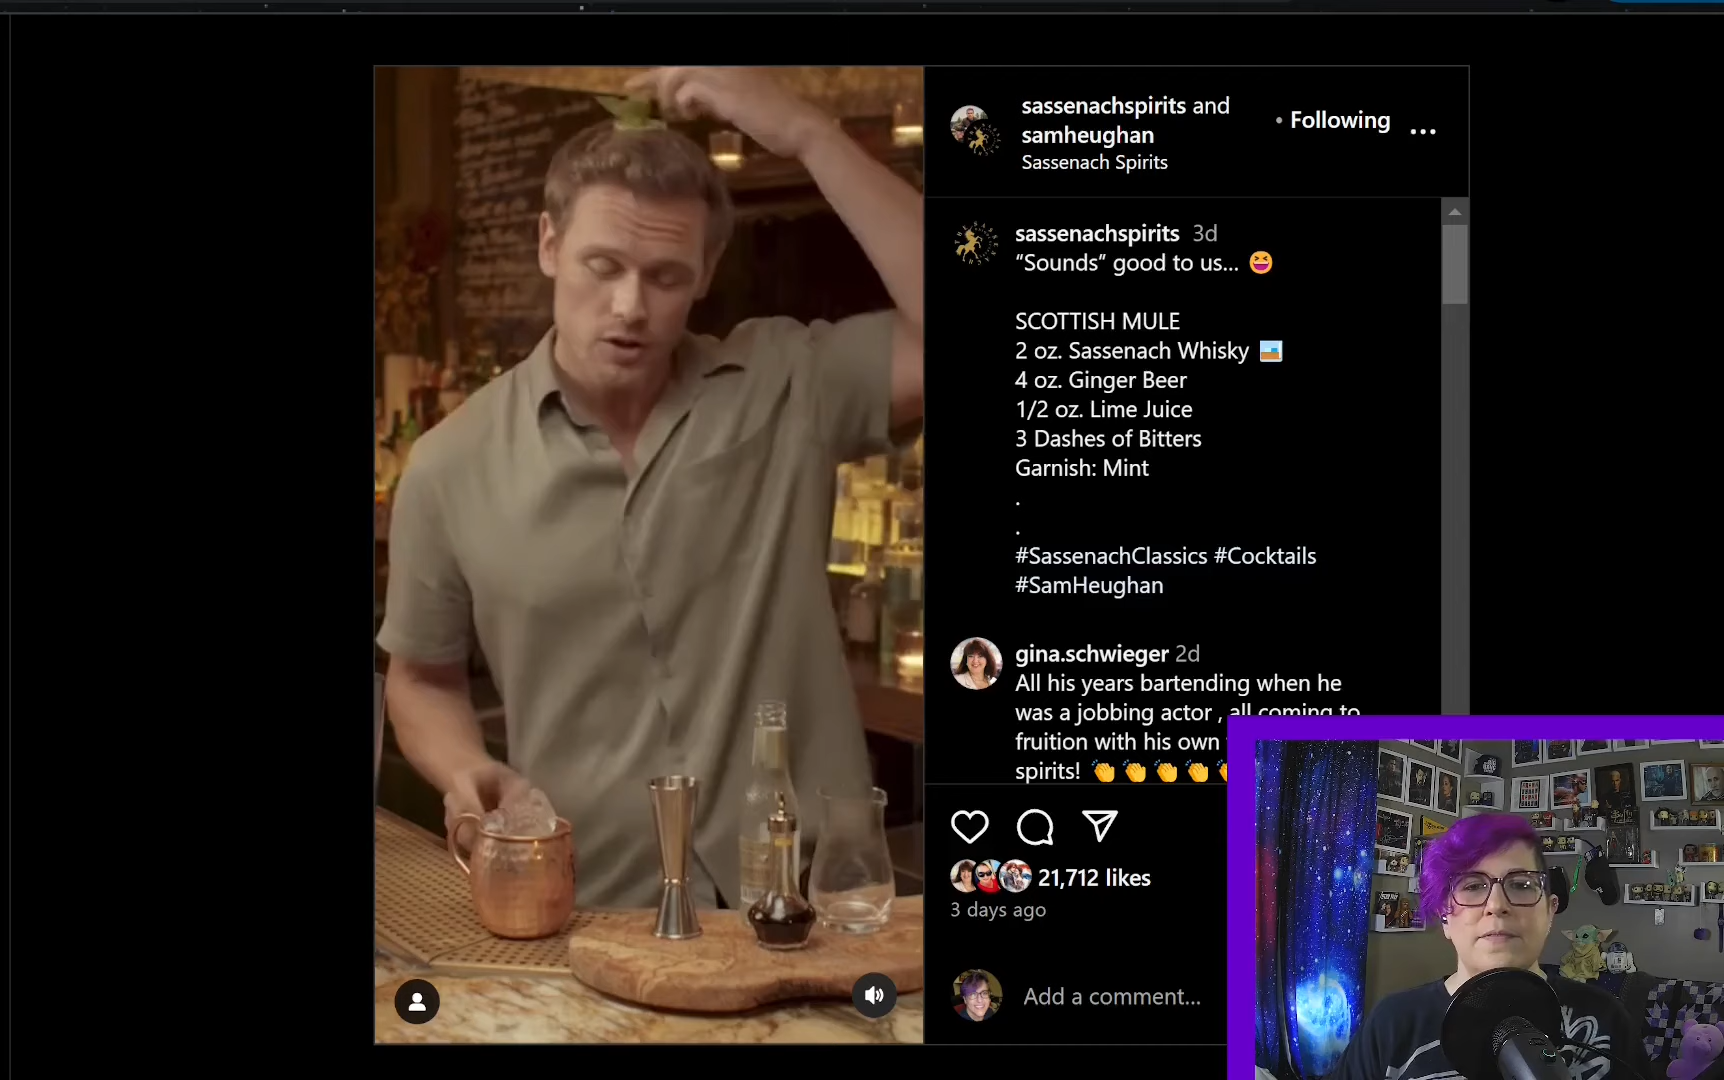 sassenachspirits and
samheughan
Sassenach Spirits
• Following
sassenachspirits 3d
“Sounds” good to us... 😆
SCOTTISH MULE
2 oz. Sassenach Whisky
4 oz. Ginger Beer
1/2 oz. Lime Juice
3 Dashes of Bitters
Garnish: Mint
.
.
#SassenachClassics #Cocktails
#SamHeughan
gina.schwieger 2d
All his years bartending when he
was a jobbing actor , all coming to
fruition with his own
spirits! 👏 👏 👏 👏
21,712 likes
3 days ago
Add a comment...